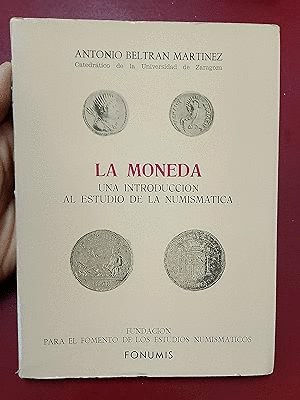 ANTONIO BELTRAN MARTINEZ
Catedrático de la Universidad de Zaragoza
LA MONEDA
UNA INTRODUCCION
AL ESTUDIO DE LA NUMISMATICA
FUNDACION
PARA EL FOMENTO DE LOS ESTUDIOS NUMISMATICOS
FONUMIS